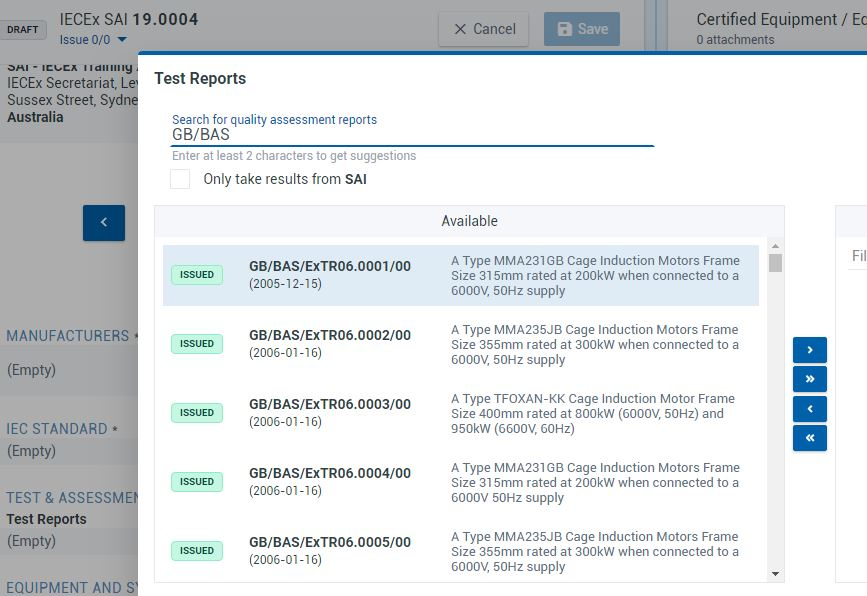 DRAFT
IECEx SAI 19.0004
Issue 0/0
Cancel
Save
Certified Equipment / E
0 attachments
SAI - IECEx Training
IECEx Secretariat, Le
Sussex Street, Sydne
Australia
MANUFACTURERS *
(Empty)
IEC STANDARD *
(Empty)
TEST & ASSESSMEN
Test Reports
(Empty)
EQUIPMENT AND SY
Test Reports
Search for quality assessment reports
GB/BAS
Enter at least 2 characters to get suggestions
Only take results from SAI
Available
ISSUED
GB/BAS/ExTR06.0001/00
(2005-12-15)
A Type MMA231GB Cage Induction Motors Frame
Size 315mm rated at 200kW when connected to a
6000V, 50Hz supply
ISSUED
GB/BAS/ExTR06.0002/00
(2006-01-16)
A Type MMA235JB Cage Induction Motors Frame
Size 355mm rated at 300kW when connected to a
6000V, 50Hz supply
ISSUED
GB/BAS/ExTR06.0003/00
(2006-01-16)
A Type TFOXAN-KK Cage Induction Motor Frame
Size 400mm rated at 800kW (6000V, 50Hz) and
950kW (6600V, 60Hz)
ISSUED
GB/BAS/ExTR06.0004/00
(2006-01-16)
A Type MMA231GB Cage Induction Motors Frame
Size 315mm rated at 200kW when connected to a
6000V 50Hz supply
ISSUED
GB/BAS/ExTR06.0005/00
(2006-01-16)
A Type MMA235JB Cage Induction Motors Frame
Size 355mm rated at 300kW when connected to a
6000V, 50Hz supply
Fil